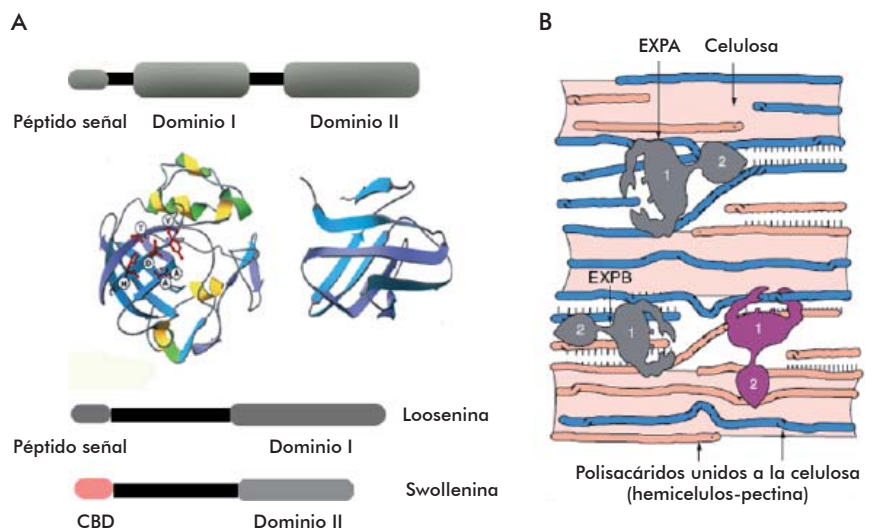 A
Péptido señal Dominio I Dominio II
T
Y
D
H
A
A
Péptido señal Dominio I
Loosenina
CBD Dominio II
Swollenina
B
EXPA Celulosa
1
2
EXPB
2
1
1
2
Polisacáridos unidos a la celulosa
(hemicelulos-pectina)